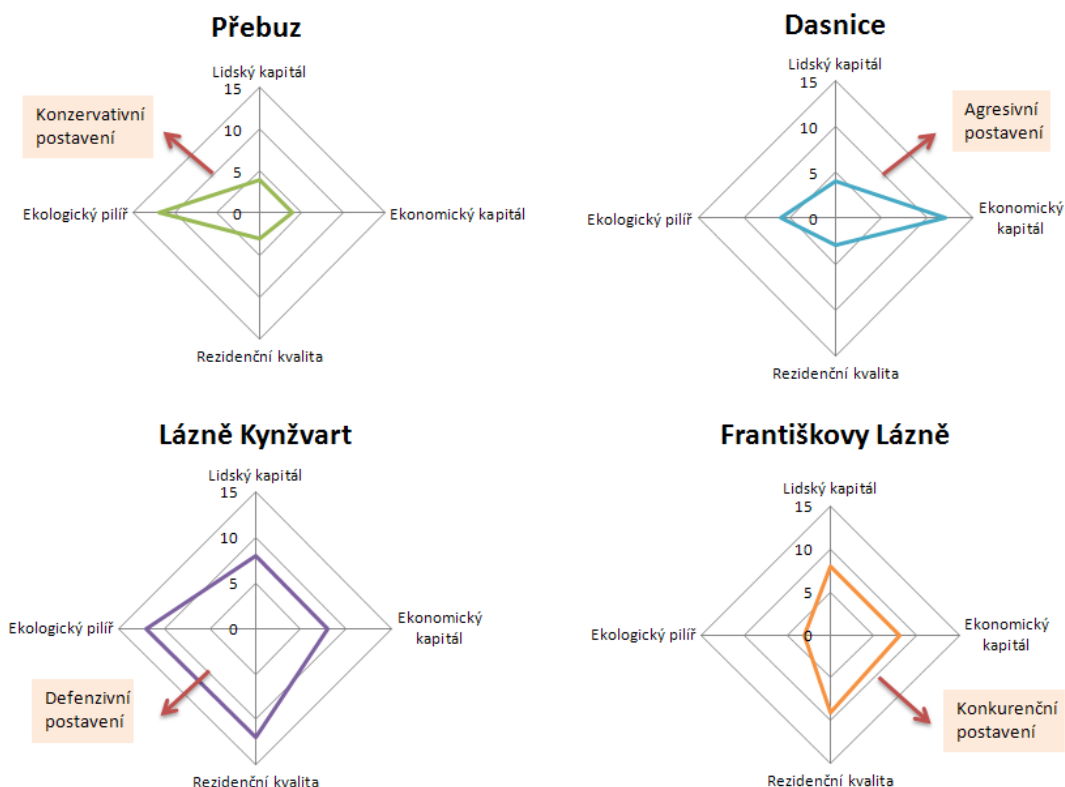 Přebuz
Lidský kapitál
15
10
5
0
Konzervativní
postavení
Ekologický pilíř
Ekonomický kapitál
Rezidenční kvalita
Dasnice
Lidský kapitál
15
10
5
0
Agresivní
postavení
Ekologický pilíř
Ekonomický
kapitál
Rezidenční kvalita
Lázně Kynžvart
Lidský kapitál
15
10
5
0
Ekologický pilíř
Ekonomický
kapitál
Defenzivní
postavení
Rezidenční kvalita
Františkovy Lázně
Lidský kapitál
15
10
5
0
Ekologický pilíř
Ekonomický
kapitál
Konkurenční
postavení
Rezidenční kvalita